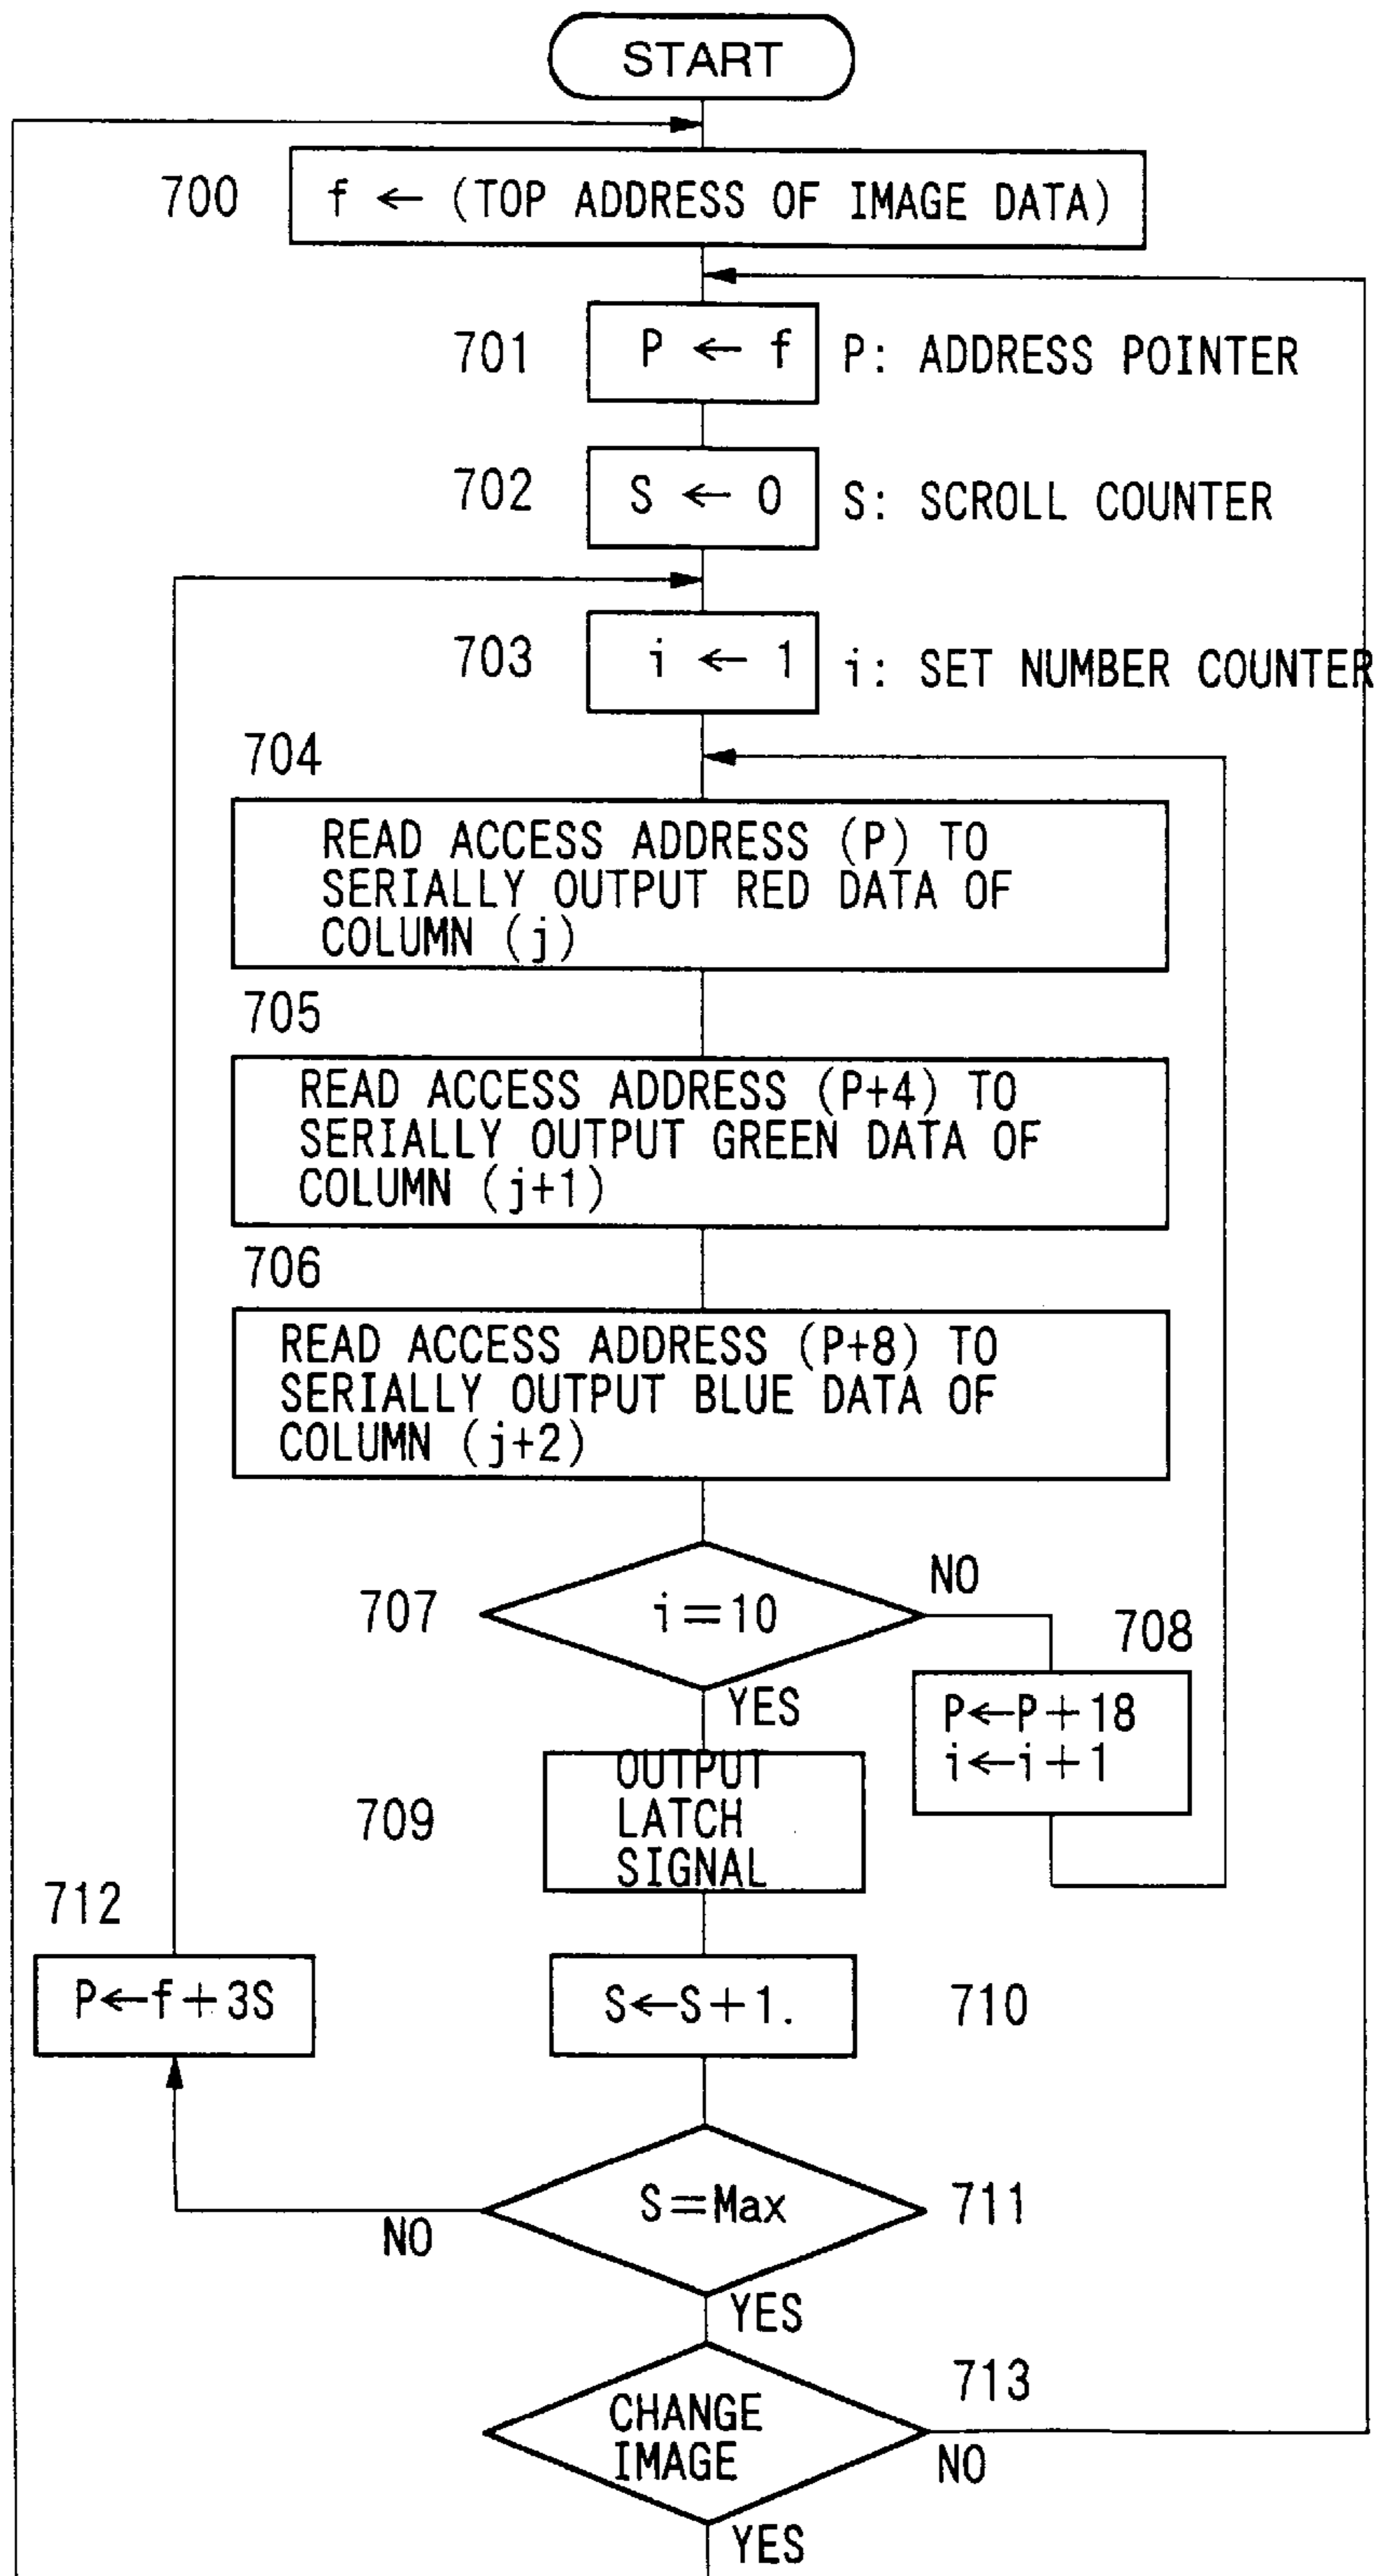 START
700
f ← (TOP ADDRESS OF IMAGE DATA)
701
P ← f
P: ADDRESS POINTER
702
S ← 0
S: SCROLL COUNTER
703
i ← 1
i: SET NUMBER COUNTER
704
READ ACCESS ADDRESS (P) TO
SERIALLY OUTPUT RED DATA OF
COLUMN (j)
705
READ ACCESS ADDRESS (P+4) TO
SERIALLY OUTPUT GREEN DATA OF
COLUMN (j+1)
706
READ ACCESS ADDRESS (P+8) TO
SERIALLY OUTPUT BLUE DATA OF
COLUMN (j+2)
707
i=10
NO
YES
708
P←P+18
i←i+1
709
OUTPUT
LATCH
SIGNAL
712
P←f+3S
S←S+1.
710
S=Max
711
NO
YES
713
CHANGE
IMAGE
NO
YES